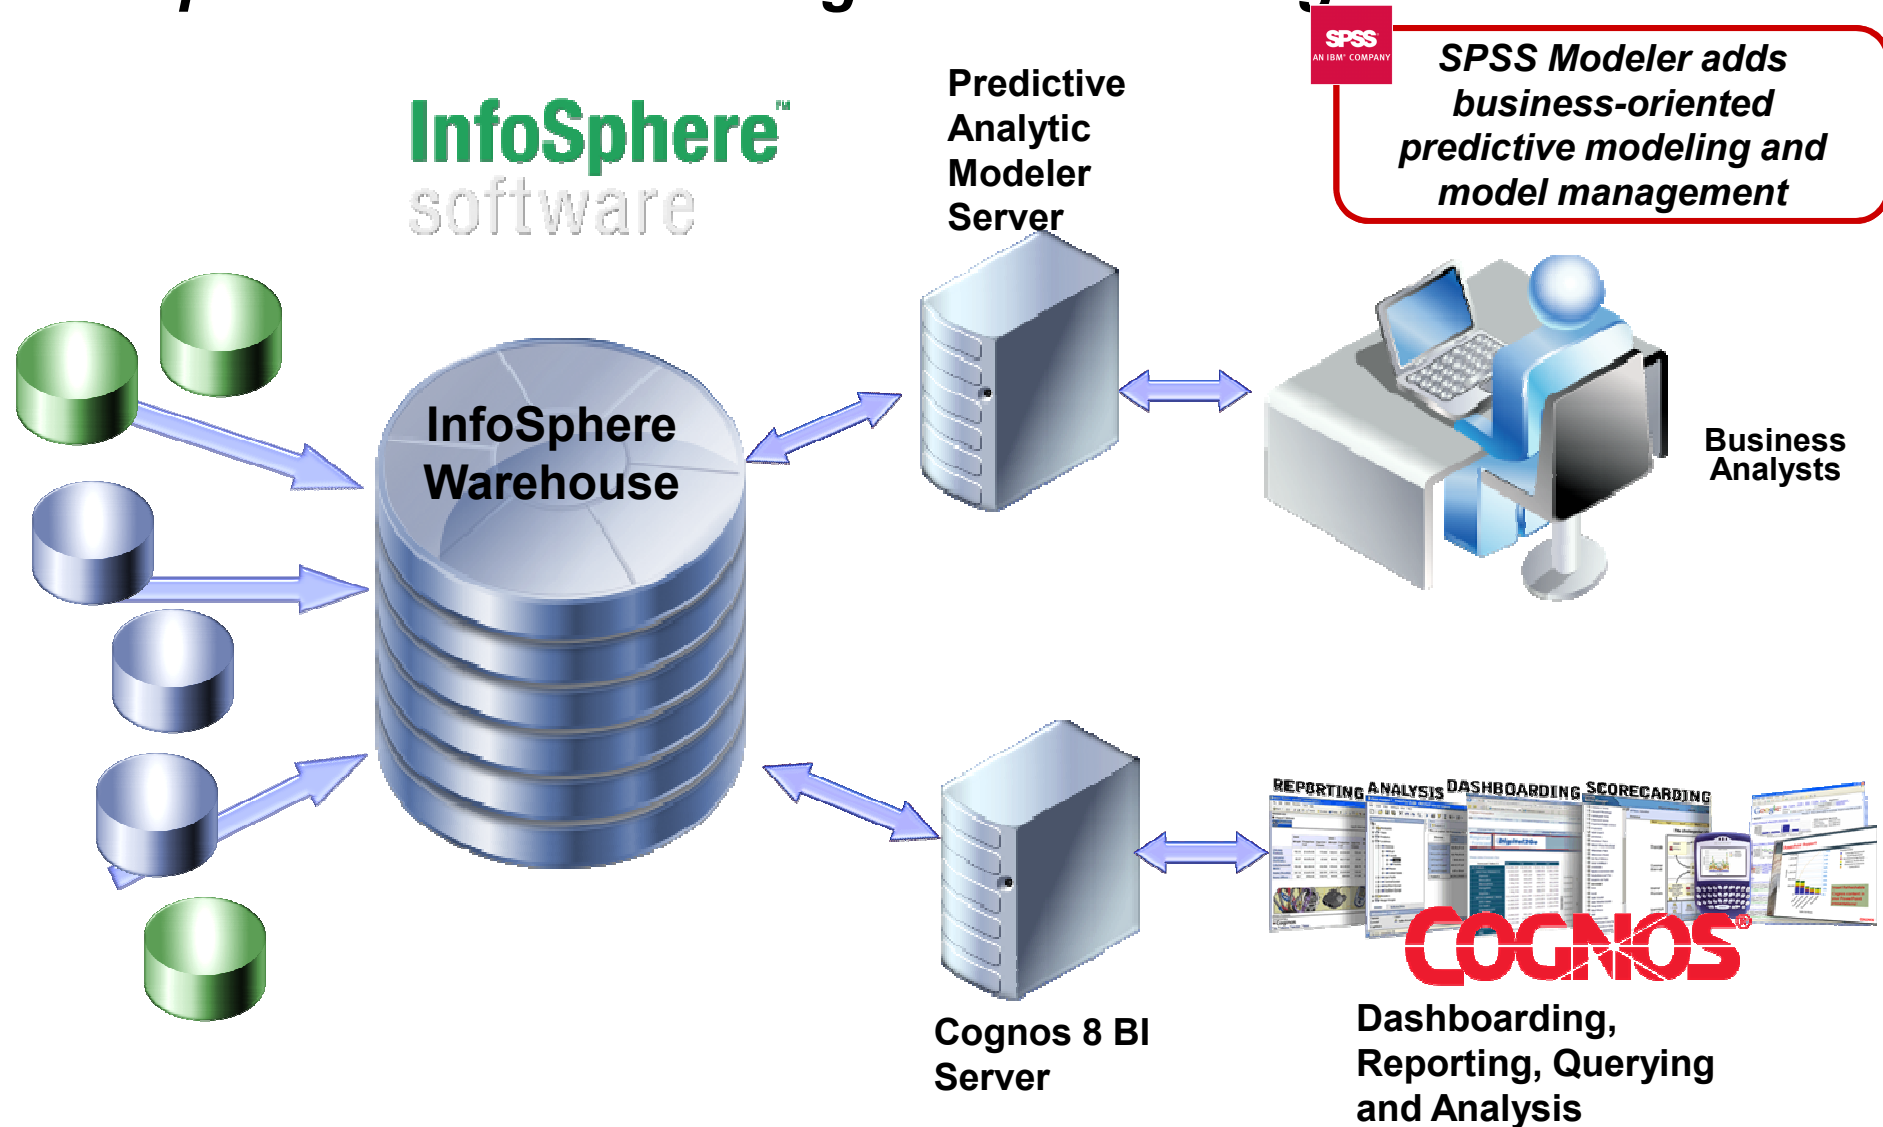 SPSS
AN IBM COMPANY
SPSS Modeler adds
business-oriented
predictive modeling and
model management
InfoSphere™
software
Predictive
Analytic
Modeler
Server
InfoSphere
Warehouse
Business
Analysts
REPORTING ANALYSIS DASHBOARDING SCORECARDING
COGNOS®
Cognos 8 BI
Server
Dashboarding,
Reporting, Querying
and Analysis